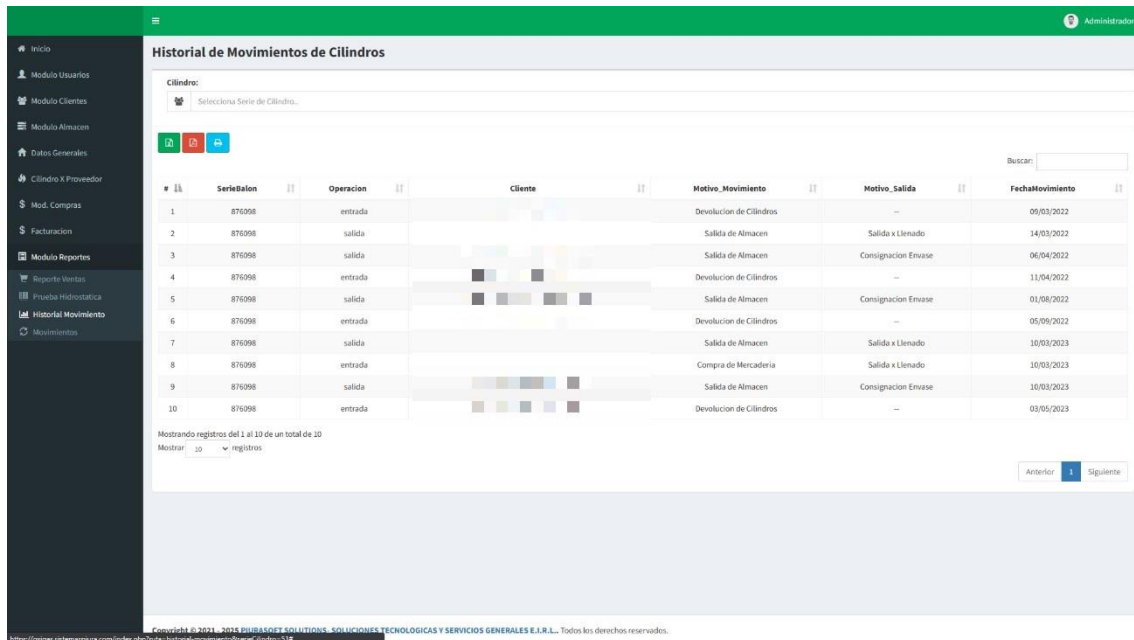 Administrador
Inicio
Modulo Usuarios
Modulo Clientes
Modulo Almacen
Datos Generales
Cilindro X Proveedor
Mod. Compras
Facturacion
Modulo Reportes
Reporte Ventas
Prueba Hidrostatica
Historial Movimiento
Movimientos
Historial de Movimientos de Cilindros
Cilindro:
Selecciona Serie de Cilindro..
Buscar:
# SerieBalon Operacion Cliente Motivo_Movimiento Motivo_Salida FechaMovimiento
1 876098 entrada Devolucion de Cilindros -- 09/03/2022
2 876098 salida Salida de Almacen Salida x Llenado 14/03/2022
3 876098 salida Salida de Almacen Consignacion Envase 06/04/2022
4 876098 entrada Devolucion de Cilindros -- 11/04/2022
5 876098 salida Salida de Almacen Consignacion Envase 01/08/2022
6 876098 entrada Devolucion de Cilindros -- 05/09/2022
7 876098 salida Salida de Almacen Salida x Llenado 10/03/2023
8 876098 entrada Compra de Mercaderia Salida x Llenado 10/03/2023
9 876098 salida Salida de Almacen Consignacion Envase 10/03/2023
10 876098 entrada Devolucion de Cilindros -- 03/05/2023
Mostrando registros del 1 al 10 de un total de 10
Mostrar 10 registros
Anterior 1 Siguiente
Copyright © 2021 - 2025 PIURASOFT SOLUTIONS- SOLUCIONES TECNOLOGICAS Y SERVICIOS GENERALES E.I.R.L.. Todos los derechos reservados.